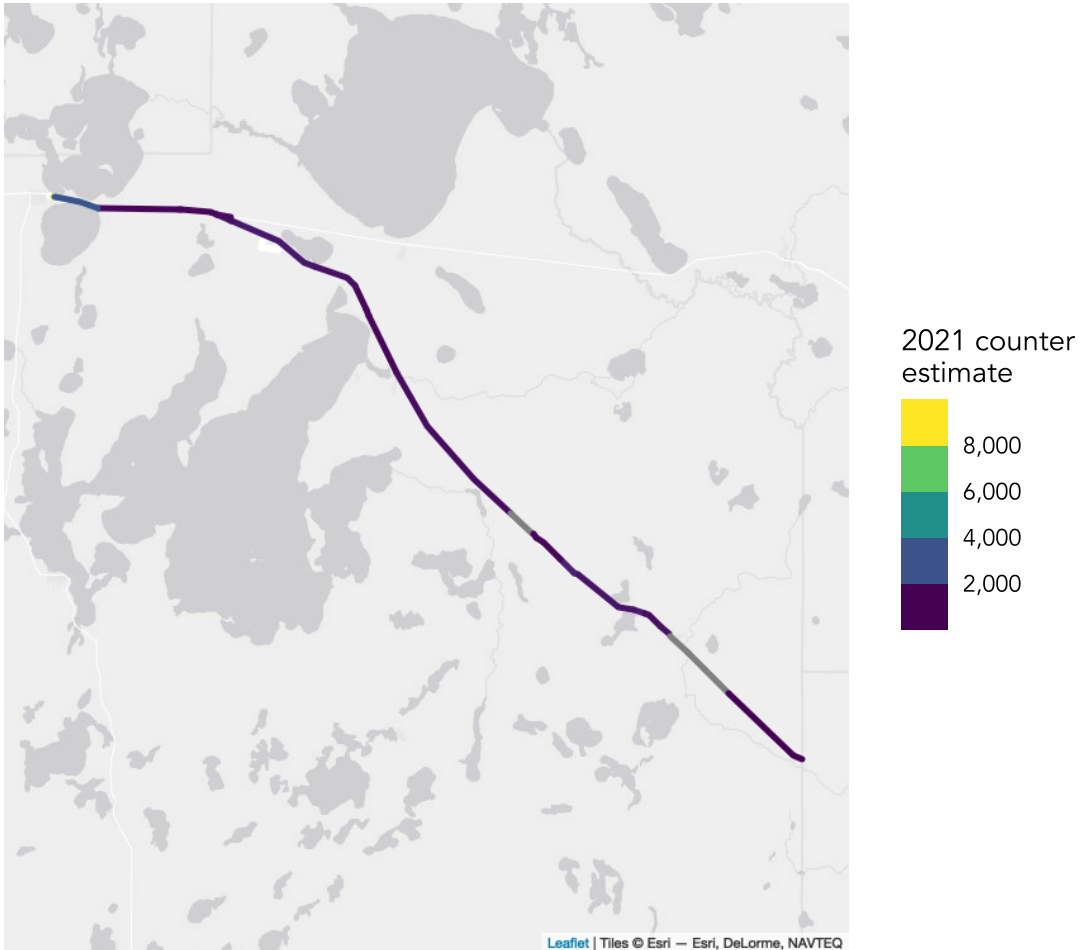 2021 counter
estimate
8,000
6,000
4,000
2,000
Leaflet | Tiles © Esri — Esri, DeLorme, NAVTEQ